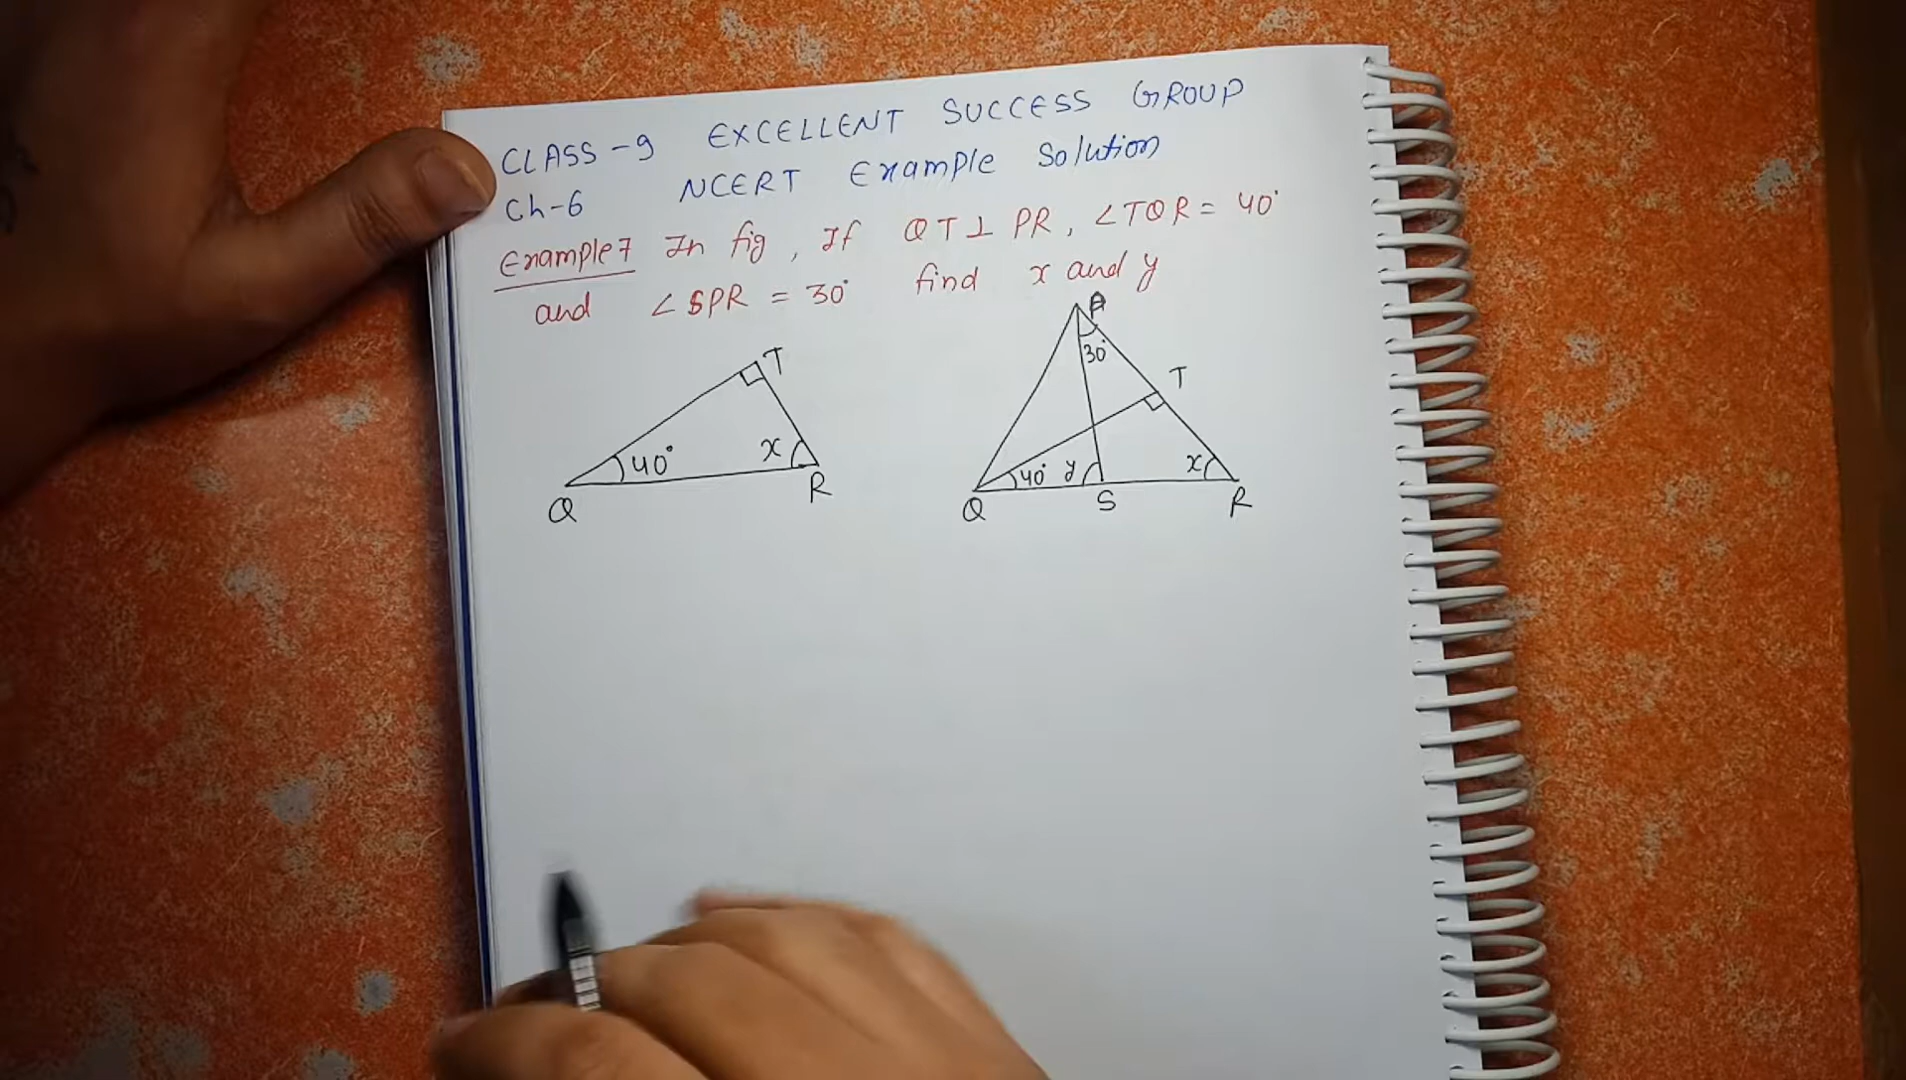 CLASS-9 EXCELLENT SUCCESS GROUP
Ch-6 NCERT Example Solution
Example 7 In fig, If QT ⊥ PR, ∠TQR = 40°
and ∠SPR = 30° find x and y
T
40° x
Q R
30°
T
40° y x
Q S R